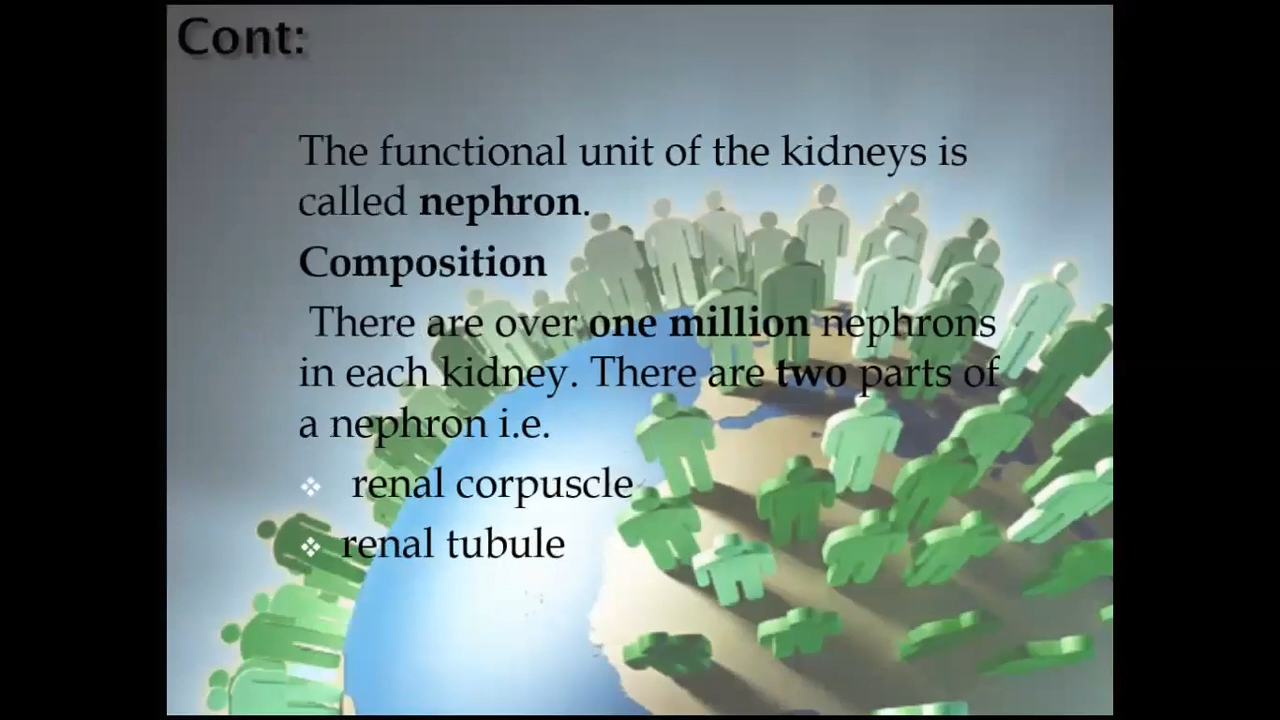 Cont:
The functional unit of the kidneys is
called nephron.
Composition
There are over one million nephrons
in each kidney. There are two parts of
a nephron i.e.
❖ renal corpuscle
❖ renal tubule